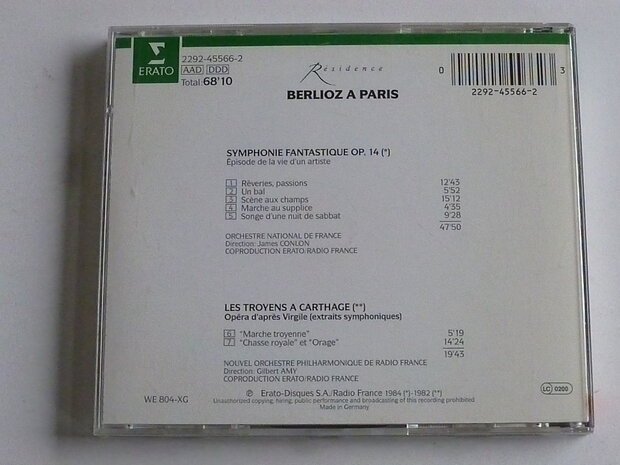 ERATO
2292-45566-2
AAD DDD
Total 68'10
Résidence
BERLIOZ A PARIS
0 3
2292-45566-2
SYMPHONIE FANTASTIQUE OP. 14 (*)
Épisode de la vie d'un artiste
1 Rêveries, passions 12'43
2 Un bal 5'52
3 Scène aux champs 15'12
4 Marche au supplice 4'35
5 Songe d'une nuit de sabbat 9'28
47'50
ORCHESTRE NATIONAL DE FRANCE
Direction: James CONLON
COPRODUCTION ERATO/RADIO FRANCE
LES TROYENS A CARTHAGE (**)
Opéra d'après Virgile (extraits symphoniques)
6 "Marche troyenne" 5'19
7 "Chasse royale" et "Orage" 14'24
19'43
NOUVEL ORCHESTRE PHILHARMONIQUE DE RADIO FRANCE
Direction: Gilbert AMY
COPRODUCTION ERATO/RADIO FRANCE
WE 804-XG
℗ Erato-Disques S.A./Radio France 1984 (*)-1982 (**)
Unauthorized copying, hiring, public performance and broadcasting of this recording prohibited
Made in Germany
LC 0200